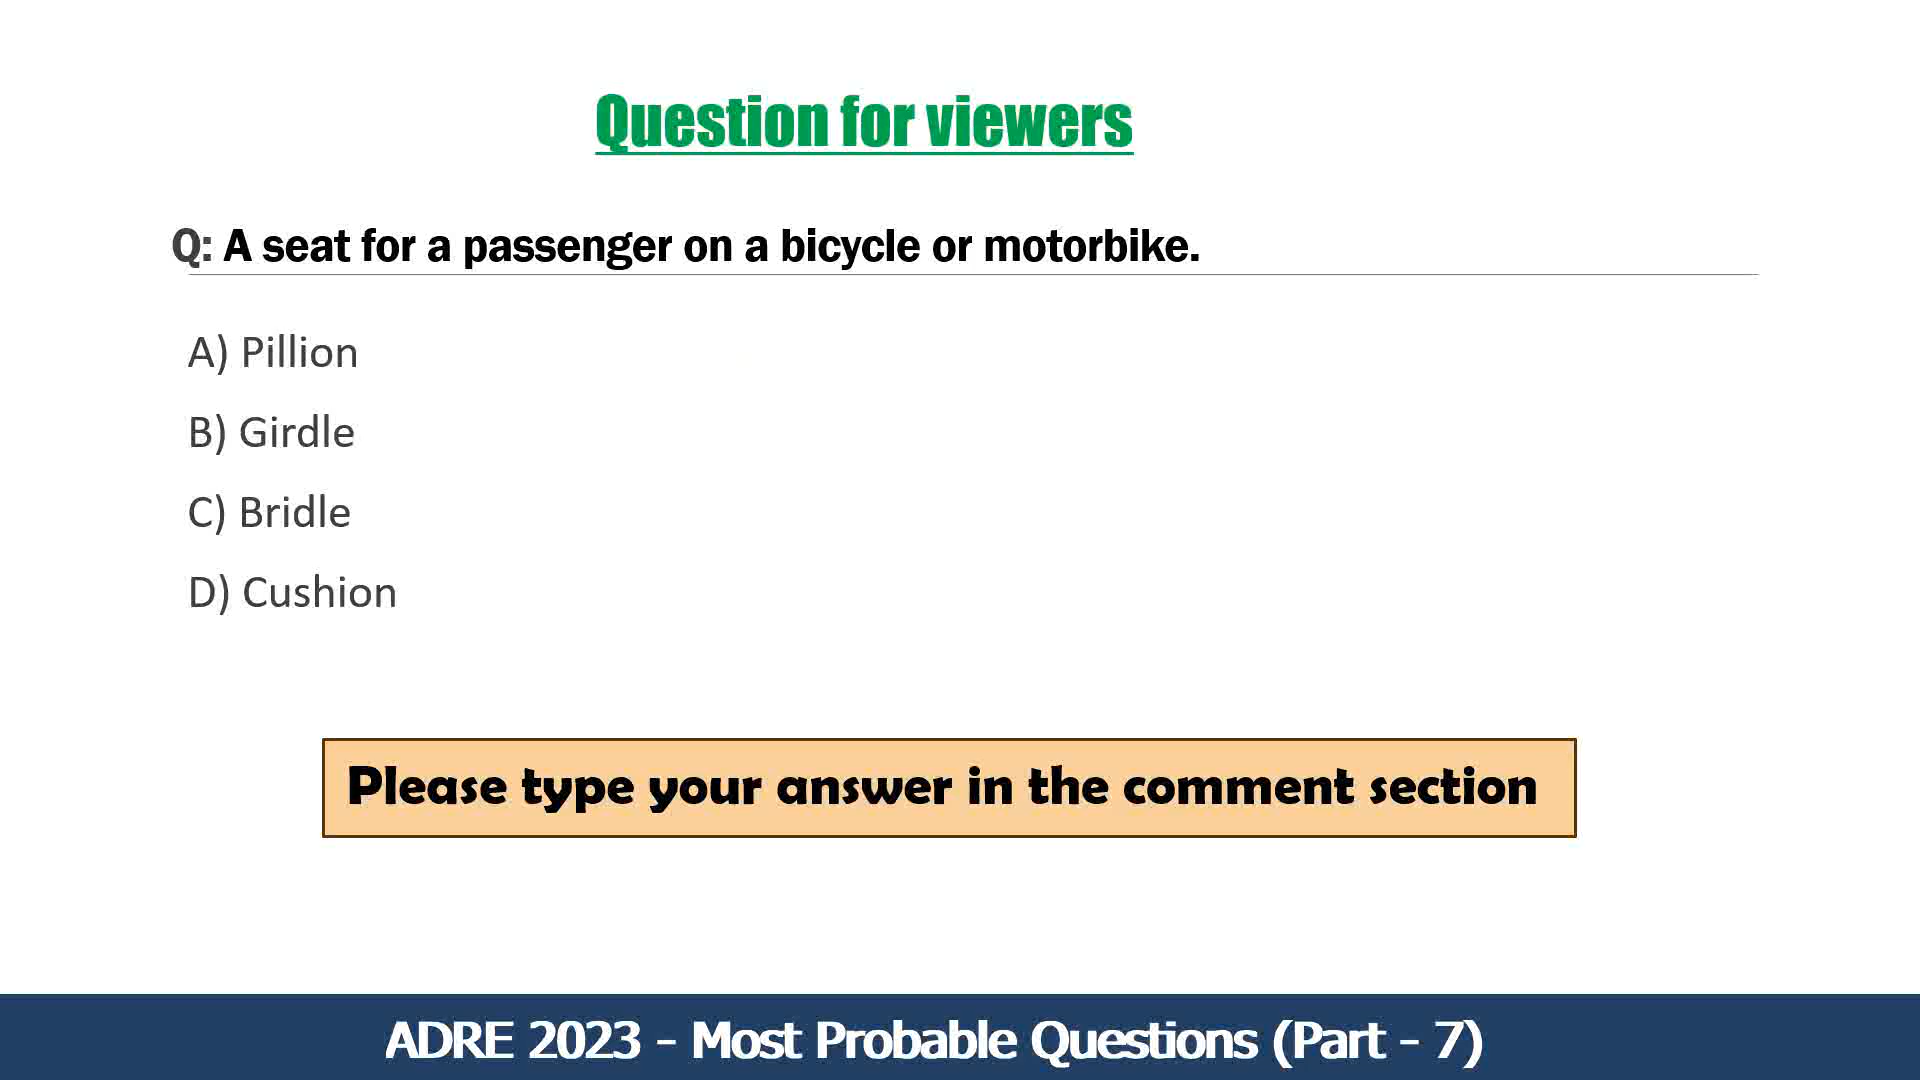 Question for viewers
Q: A seat for a passenger on a bicycle or motorbike.
A) Pillion
B) Girdle
C) Bridle
D) Cushion
Please type your answer in the comment section
ADRE 2023 - Most Probable Questions (Part - 7)